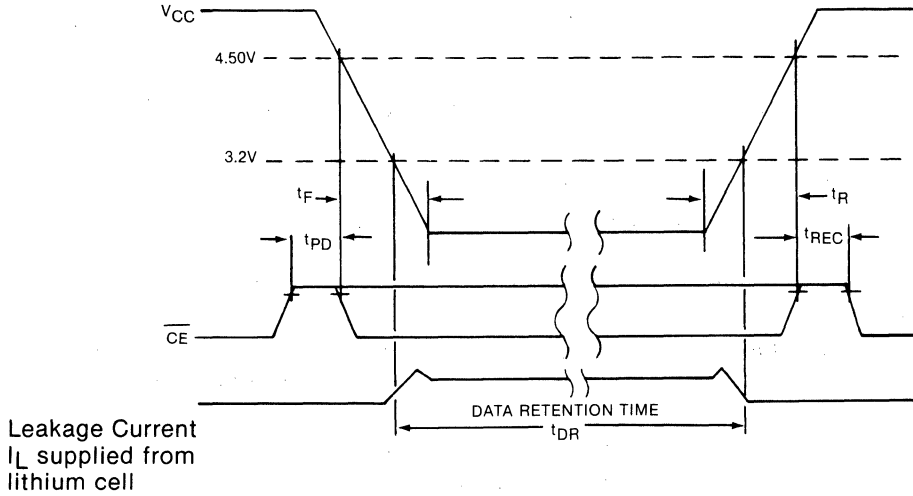 VCC
4.50V
3.2V
tF
tR
tPD
tREC
CE
DATA RETENTION TIME
tDR
Leakage Current
IL supplied from
lithium cell